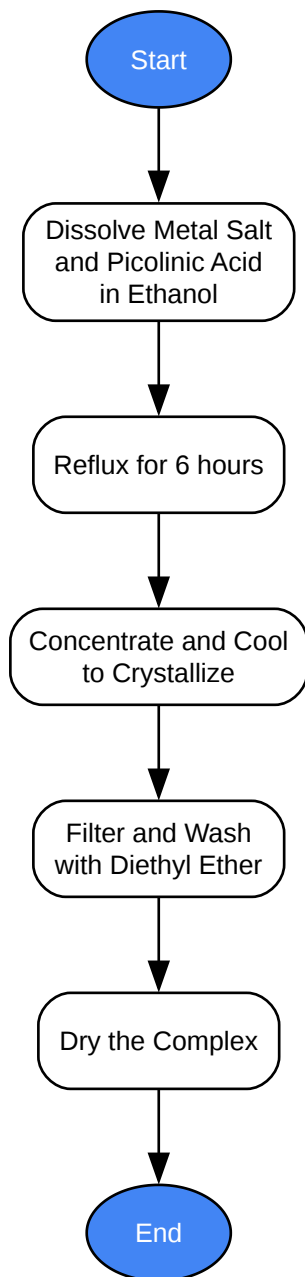 Start
Dissolve Metal Salt
and Picolinic Acid
in Ethanol
Reflux for 6 hours
Concentrate and Cool
to Crystallize
Filter and Wash
with Diethyl Ether
Dry the Complex
End